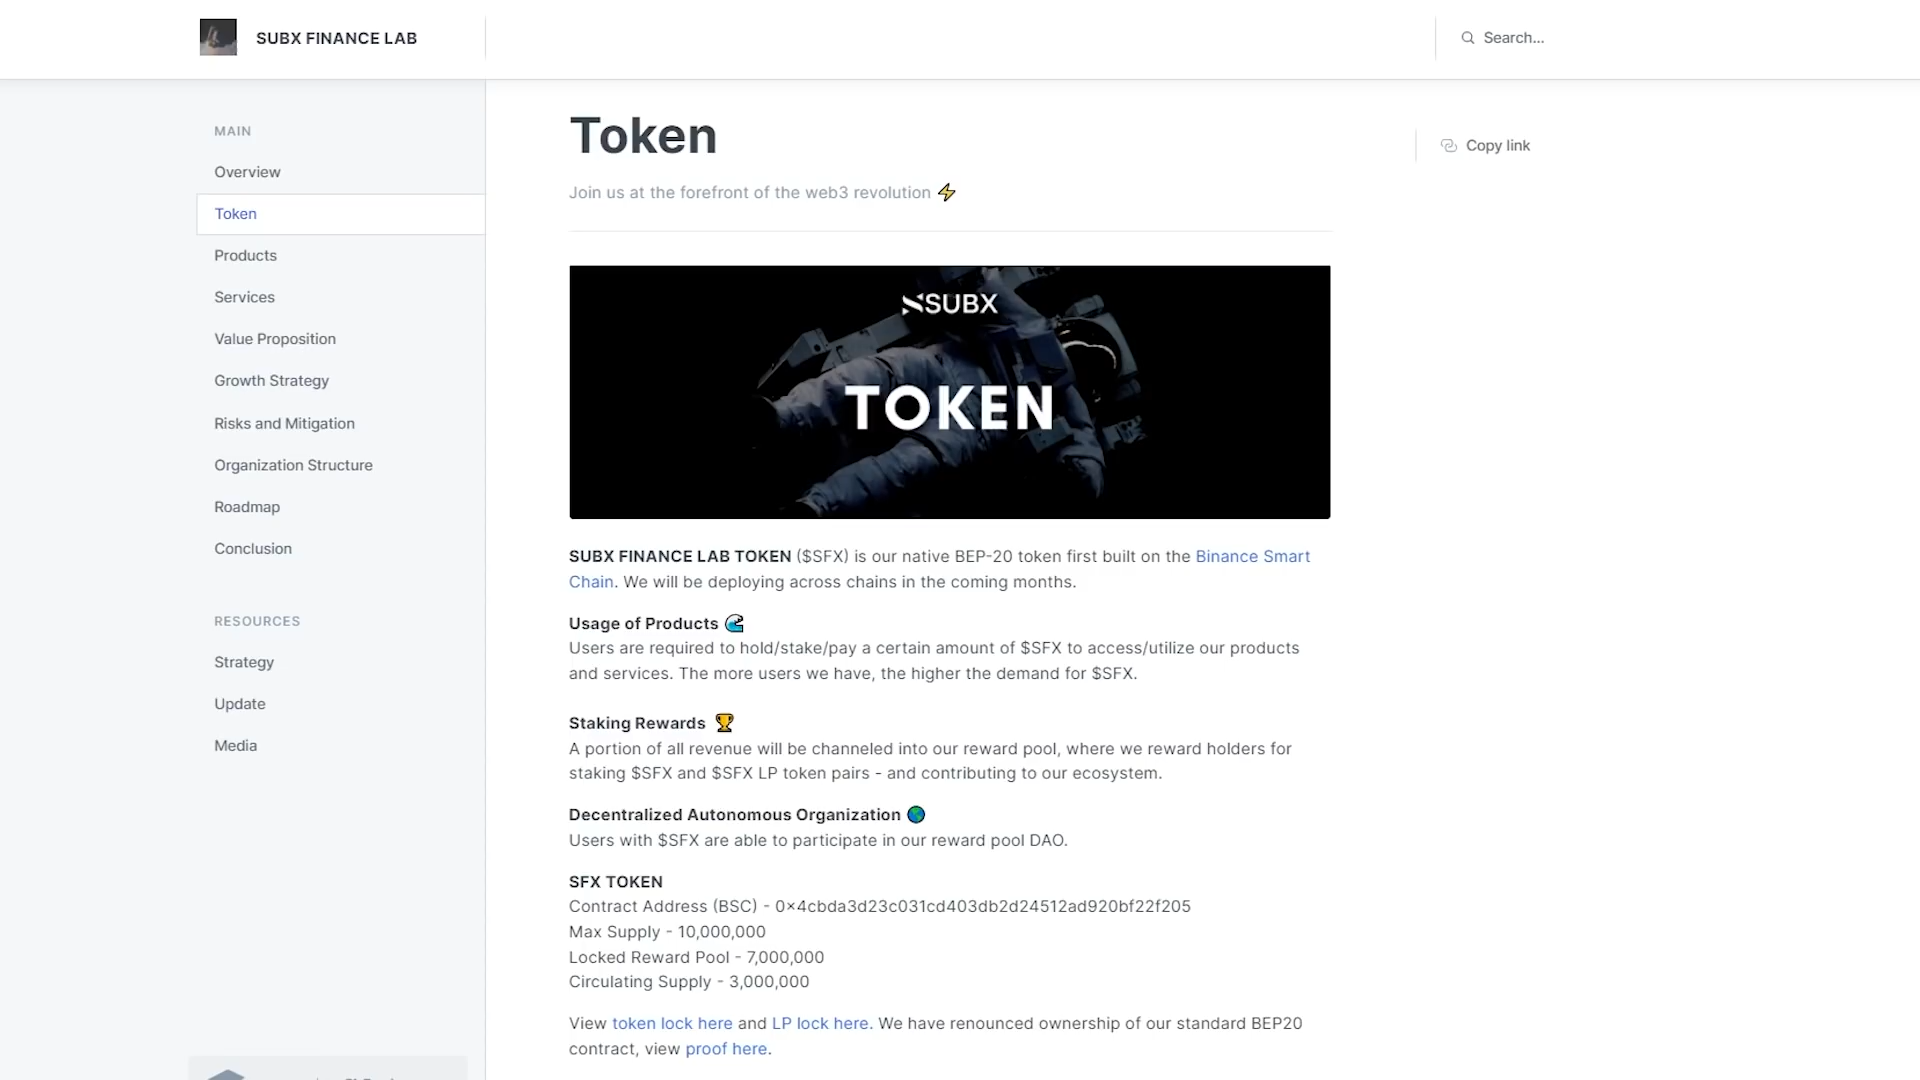 SUBX FINANCE LAB
Search...
MAIN
Overview
Token
Products
Services
Value Proposition
Growth Strategy
Risks and Mitigation
Organization Structure
Roadmap
Conclusion
RESOURCES
Strategy
Update
Media
Token
Copy link
Join us at the forefront of the web3 revolution ⚡
SUBX
TOKEN
SUBX FINANCE LAB TOKEN ($SFX) is our native BEP-20 token first built on the Binance Smart
Chain. We will be deploying across chains in the coming months.
Usage of Products 🌊
Users are required to hold/stake/pay a certain amount of $SFX to access/utilize our products
and services. The more users we have, the higher the demand for $SFX.
Staking Rewards 🏆
A portion of all revenue will be channeled into our reward pool, where we reward holders for
staking $SFX and $SFX LP token pairs - and contributing to our ecosystem.
Decentralized Autonomous Organization 🌎
Users with $SFX are able to participate in our reward pool DAO.
SFX TOKEN
Contract Address (BSC) - 0x4cbda3d23c031cd403db2d24512ad920bf22f205
Max Supply - 10,000,000
Locked Reward Pool - 7,000,000
Circulating Supply - 3,000,000
View token lock here and LP lock here. We have renounced ownership of our standard BEP20
contract, view proof here.